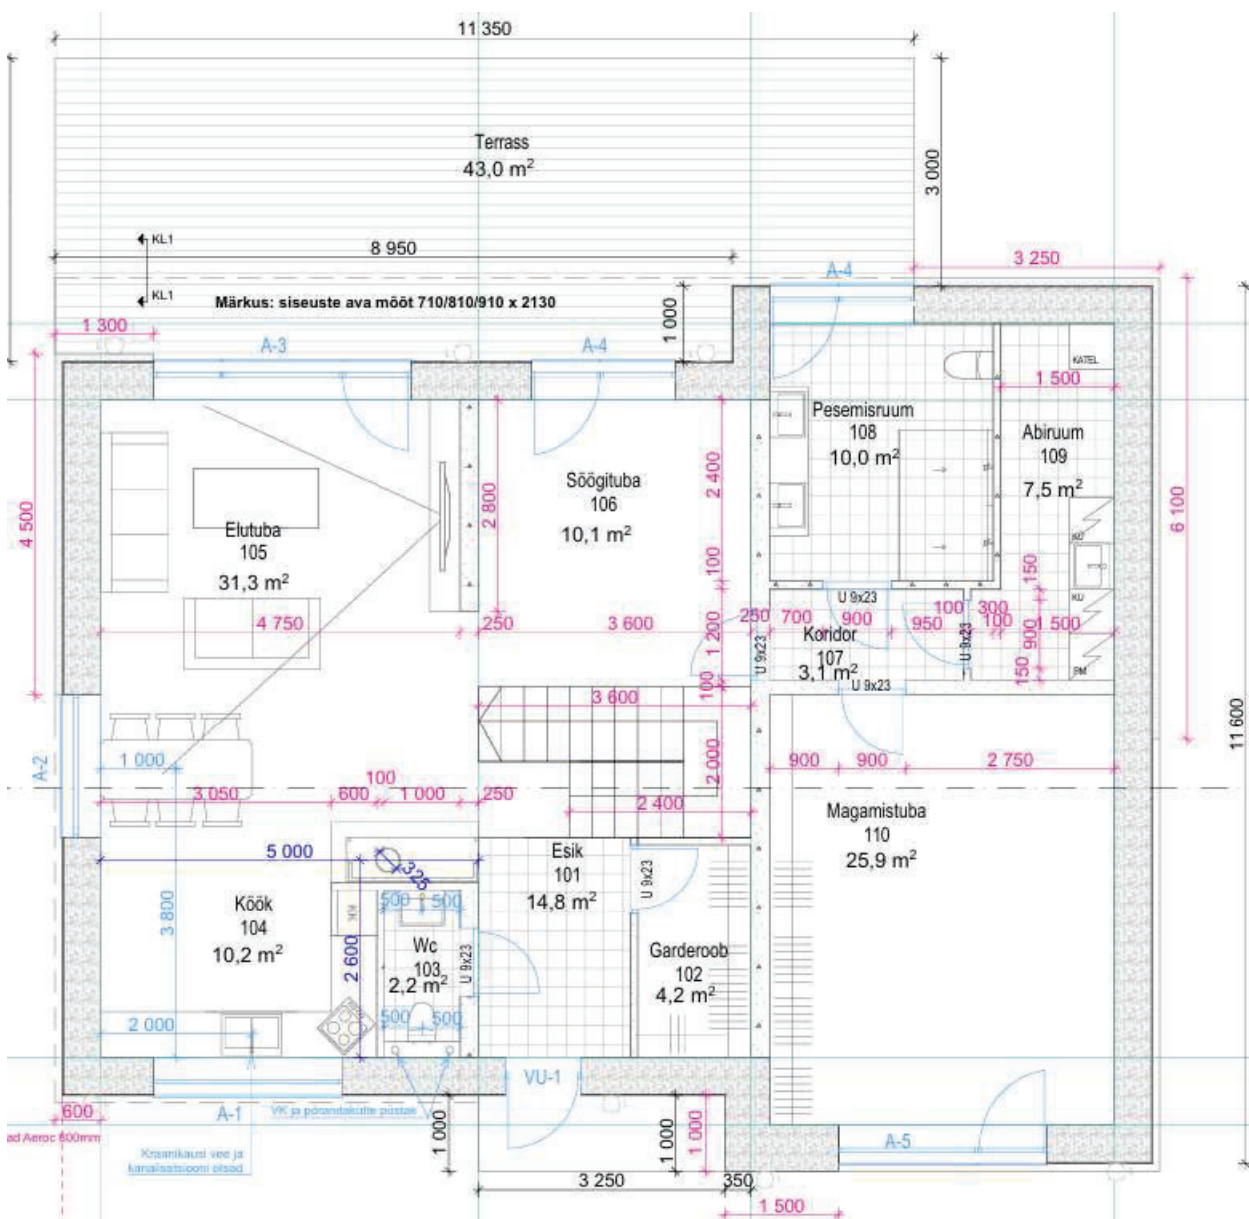 11 350
Terrass
43,0 m²
3 000
KL1
8 950
3 250
A-4
KL1
Märkus: siseuste ava mõõt 710/810/910 x 2130
1 000
1 300
A-3
A-4
KATEL
1 500
Pesemisruum
108
10,0 m²
Abiruum
109
7,5 m²
2 400
Söögituba
106
10,1 m²
2 800
4 500
Elutuba
105
31,3 m²
6 100
KU
100
150
U 9x23
KU
4 750
250
3 600
250
700
900
950
100
300
100
1 500
1 200
Koridor
107
3,1 m²
U 9x23
U 9x23
900
150
PM
U 9x23
100
3 600
11 600
A-2
1 000
2 000
900
900
2 750
100
3 050
600
1 000
250
2 400
Magamistuba
110
25,9 m²
5 000
325
Esik
101
14,8 m²
U 9x23
3 800
Köök
104
10,2 m²
KK
500
500
2 600
Wc
103
2,2 m²
U 9x23
Garderoob
102
4,2 m²
2 000
500
500
VU-1
600
A-1
VK ja põrandakütte püstak
A-5
ad Aeroc 600mm
Kraanikausi vee ja
kanalisatsiooni otsad
1 000
1 000
1 000
3 250
350
1 500